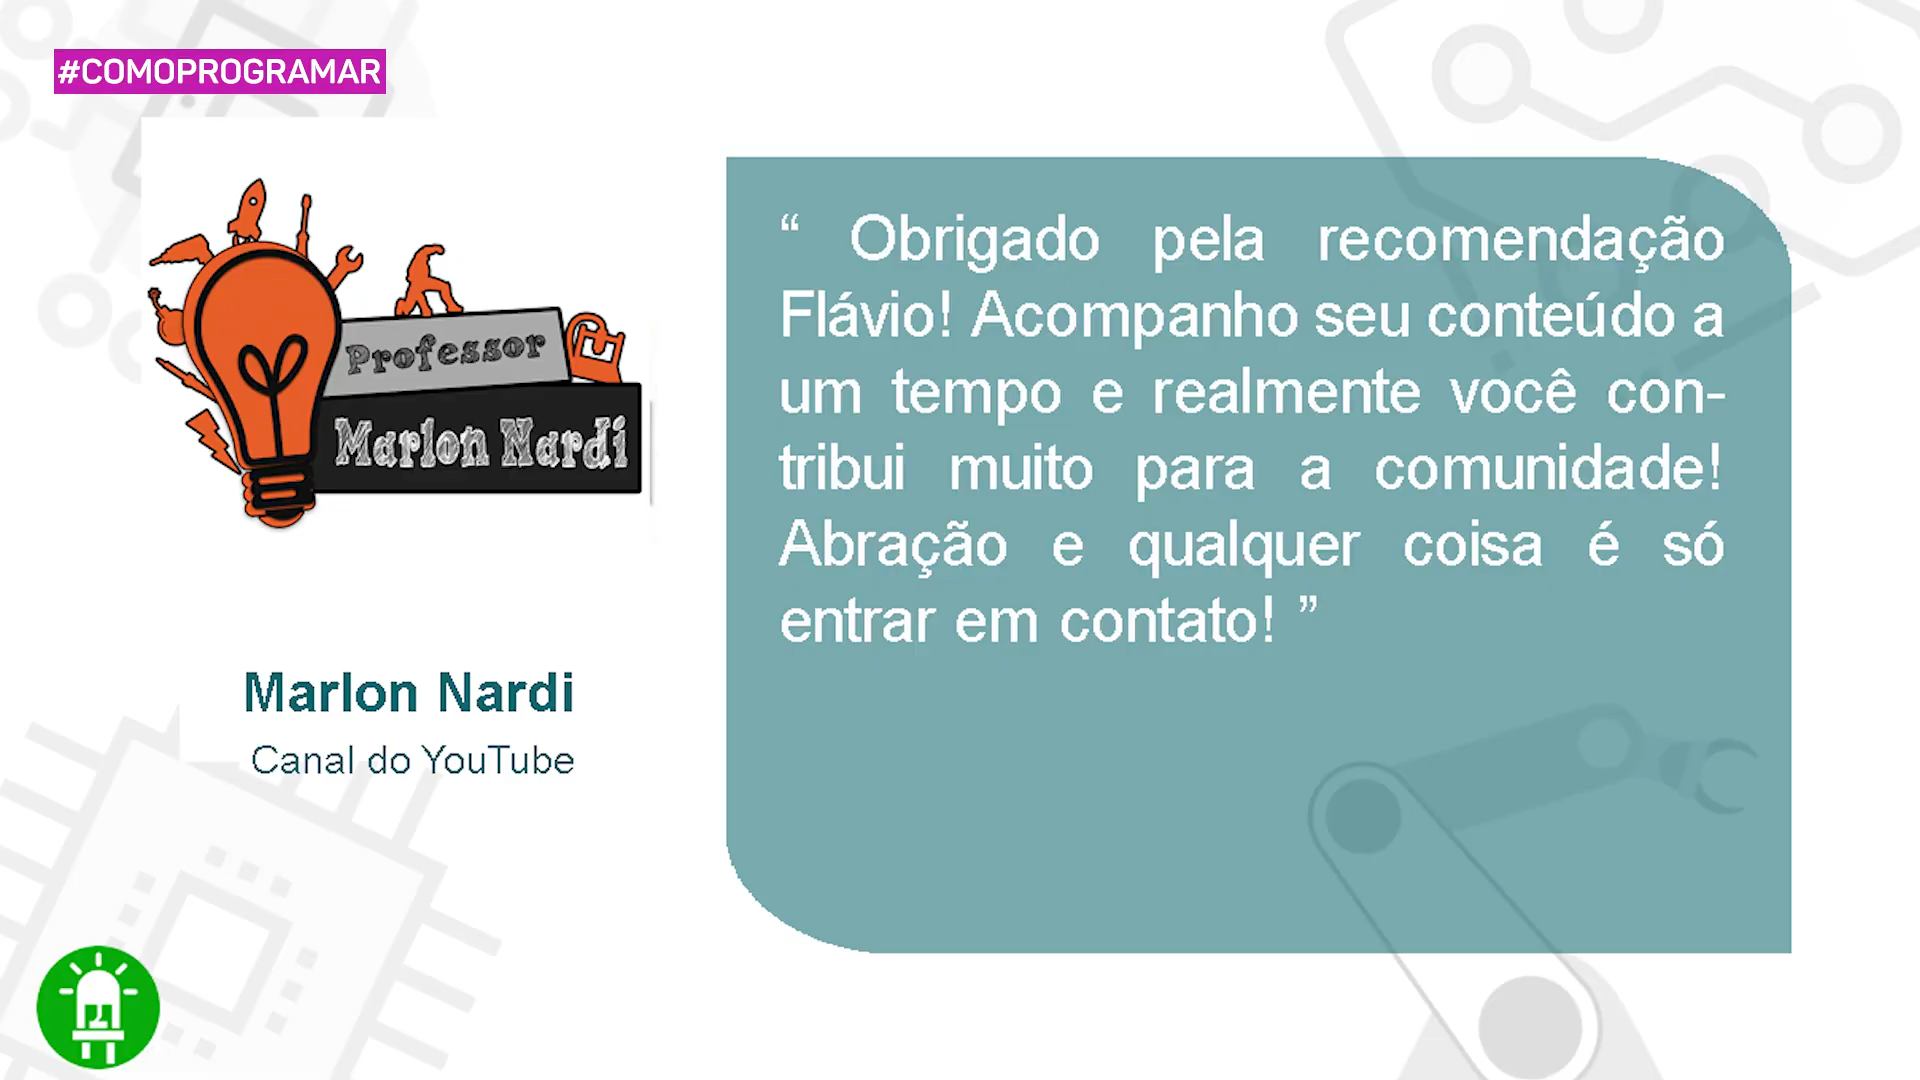 #COMOPROGRAMAR
Professor
Marlon Nardi
Marlon Nardi
Canal do YouTube
“ Obrigado pela recomendação
Flávio! Acompanho seu conteúdo a
um tempo e realmente você con-
tribui muito para a comunidade!
Abração e qualquer coisa é só
entrar em contato! ”